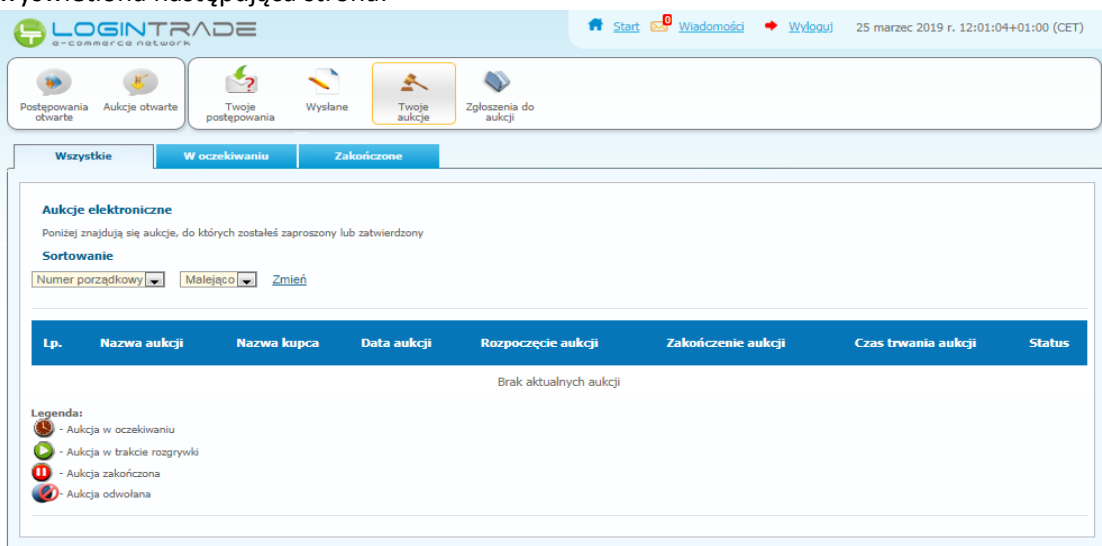 wyświetlona następująca strona:
LOGINTRADE
e-commerce network
Start 0 Wiadomości Wyloguj 25 marzec 2019 r. 12:01:04+01:00 (CET)
Postępowania otwarte
Aukcje otwarte
Twoje postępowania
Wysłane
Twoje aukcje
Zgłoszenia do aukcji
Wszystkie W oczekiwaniu Zakończone
Aukcje elektroniczne
Poniżej znajdują się aukcje, do których zostałeś zaproszony lub zatwierdzony
Sortowanie
Numer porządkowy Malejąco Zmień
Lp. Nazwa aukcji Nazwa kupca Data aukcji Rozpoczęcie aukcji Zakończenie aukcji Czas trwania aukcji Status
Brak aktualnych aukcji
Legenda:
- Aukcja w oczekiwaniu
- Aukcja w trakcie rozgrywki
- Aukcja zakończona
- Aukcja odwołana